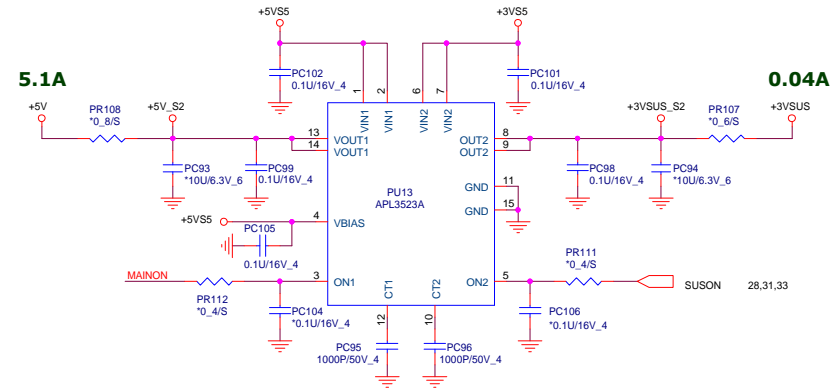 +5VS5
+3VS5
PC102
0.1U/16V_4
PC101
0.1U/16V_4
5.1A
0.04A
+5V
PR108
*0_8/S
+5V_S2
1
2
6
7
VIN1
VIN1
VIN2
VIN2
+3VSUS_S2
PR107
*0_6/S
+3VSUS
13
VOUT1
14
VOUT1
8
OUT2
9
OUT2
PC93
*10U/6.3V_6
PC99
0.1U/16V_4
PC98
0.1U/16V_4
PC94
*10U/6.3V_6
PU13
APL3523A
11
GND
15
GND
+5VS5
4
VBIAS
PC105
0.1U/16V_4
MAINON
PR112
*0_4/S
3
ON1
CT1
CT2
5
ON2
PR111
*0_4/S
SUSON
28,31,33
PC104
*0.1U/16V_4
PC106
*0.1U/16V_4
12
10
PC95
1000P/50V_4
PC96
1000P/50V_4